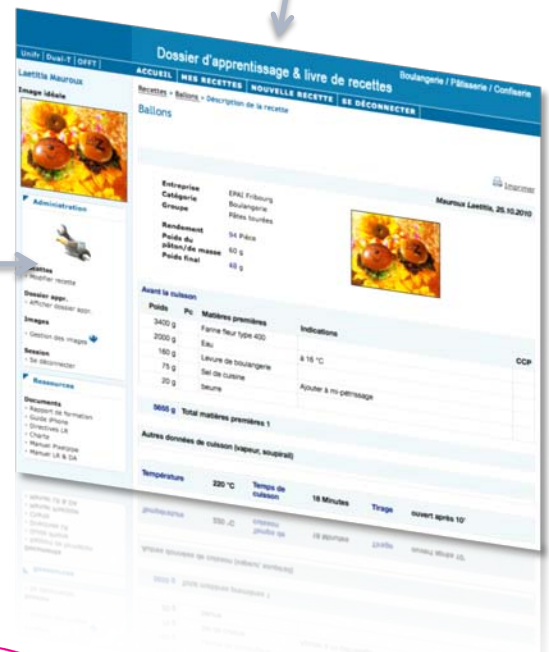 Dossier d'apprentissage & livre de recettes
Boulangerie / Pâtisserie / Confiserie
Unifr | Dual-T | OFFT
ACCUEIL | MES RECETTES | NOUVELLE RECETTE | SE DÉCONNECTER
Laetitia Mauroux
Image idéale
Recettes » Ballons » Description de la recette
Ballons
Imprimer
Mauroux Laetitia, 25.10.2010
Entreprise EPAI Fribourg
Catégorie Boulangerie
Groupe Pâtes tourées
Rendement 94 Pièce
Poids du
pâton/de masse 60 g
Poids final 48 g
Administration
Recettes
- Modifier recette
Dossier appr.
- Afficher dossier appr.
Images
- Gestion des images
Session
- Se déconnecter
Ressources
Documents
- Rapport de formation
- Guide iPhone
- Directives LR
- Charte
- Manuel Pixelpipe
- Manuel LR & DA
Avant la cuisson
Poids Pc Matières premières Indications CCP
3400 g Farine fleur type 400
2000 g Eau à 16 °C
160 g Levure de boulangerie
75 g Sel de cuisine
20 g beurre Ajouter à mi-pétrissage
5655 g Total matières premières 1
Autres données de cuisson (vapeur, soupirail)
Température 220 °C Temps de cuisson 18 Minutes Tirage ouvert après 10'